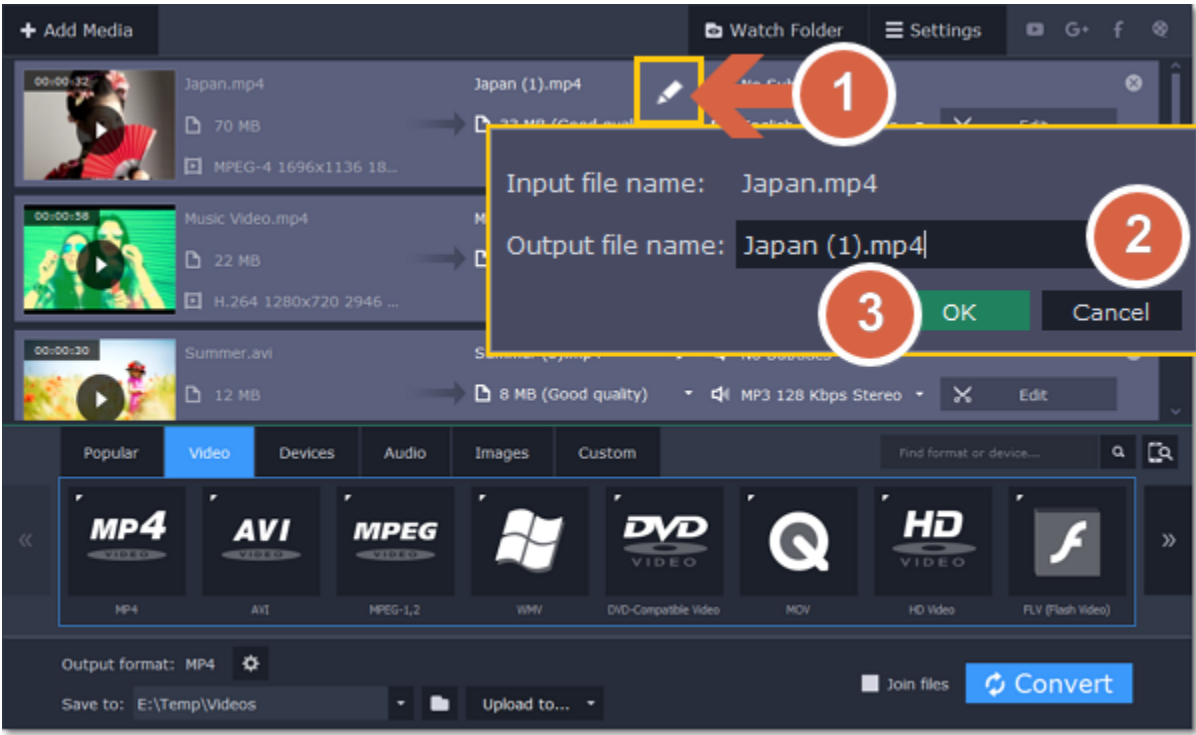 Add Media
Watch Folder
Settings
G+
f
00:00:32
Japan.mp4
Japan (1).mp4
1
70 MB
MPEG-4 1696x1136 18...
Edit
Input file name: Japan.mp4
Output file name: Japan (1).mp4
2
3
OK
Cancel
00:00:58
Music Video.mp4
22 MB
H.264 1280x720 2946 ...
00:00:30
Summer.avi
12 MB
8 MB (Good quality)
MP3 128 Kbps Stereo
Edit
Popular
Video
Devices
Audio
Images
Custom
Find format or device....
MP4 VIDEO
AVI VIDEO
MPEG VIDEO
DVD VIDEO
HD VIDEO
MP4
AVI
MPEG-1,2
WMV
DVD-Compatible Video
MOV
HD Video
FLV (Flash Video)
Output format: MP4
Join files
Convert
Save to: E:\Temp\Videos
Upload to...